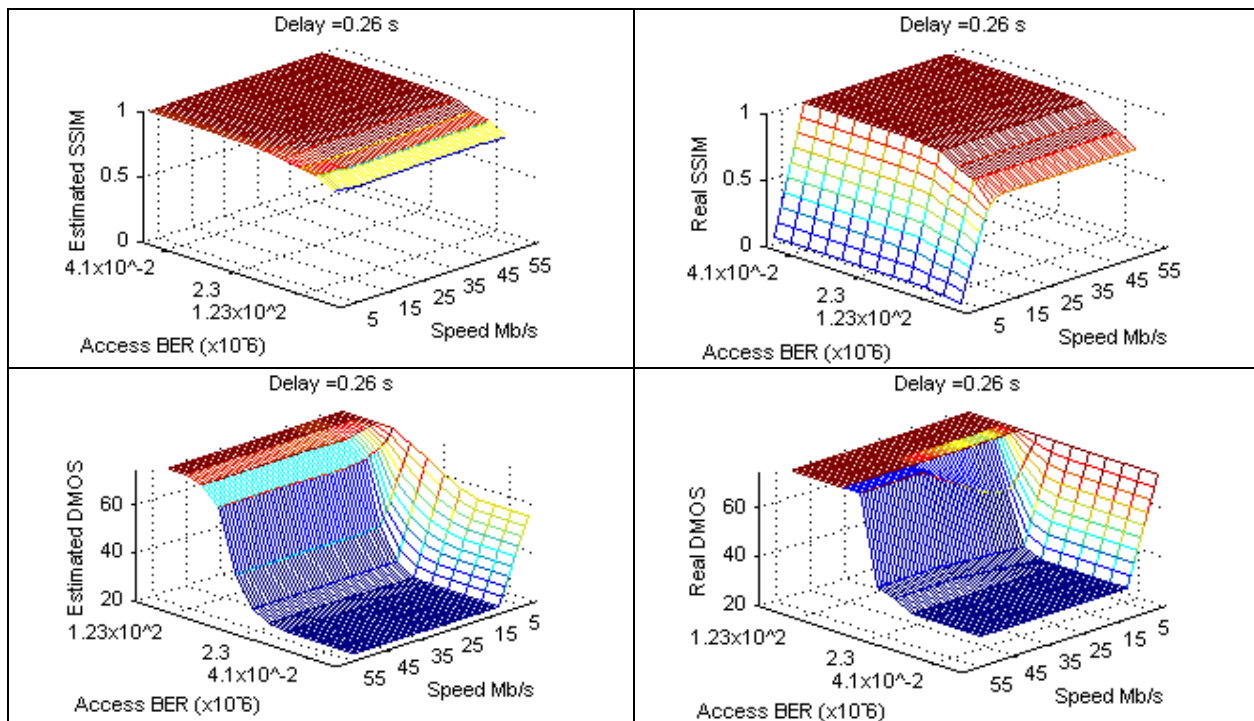 Delay =0.26 s
Estimated SSIM
1
0.5
0
4.1x10^-2
2.3
1.23x10^2
Access BER (x10^-6)
5 15 25 35 45 55
Speed Mb/s
Delay =0.26 s
Real SSIM
1
0.5
0
4.1x10^-2
2.3
1.23x10^2
Access BER (x10^-6)
5 15 25 35 45 55
Speed Mb/s
Delay =0.26 s
Estimated DMOS
60
40
20
1.23x10^2
2.3
4.1x10^-2
Access BER (x10^-6)
55 45 35 25 15 5
Speed Mb/s
Delay =0.26 s
Real DMOS
60
40
20
1.23x10^2
2.3
4.1x10^-2
Access BER (x10^-6)
55 45 35 25 15 5
Speed Mb/s